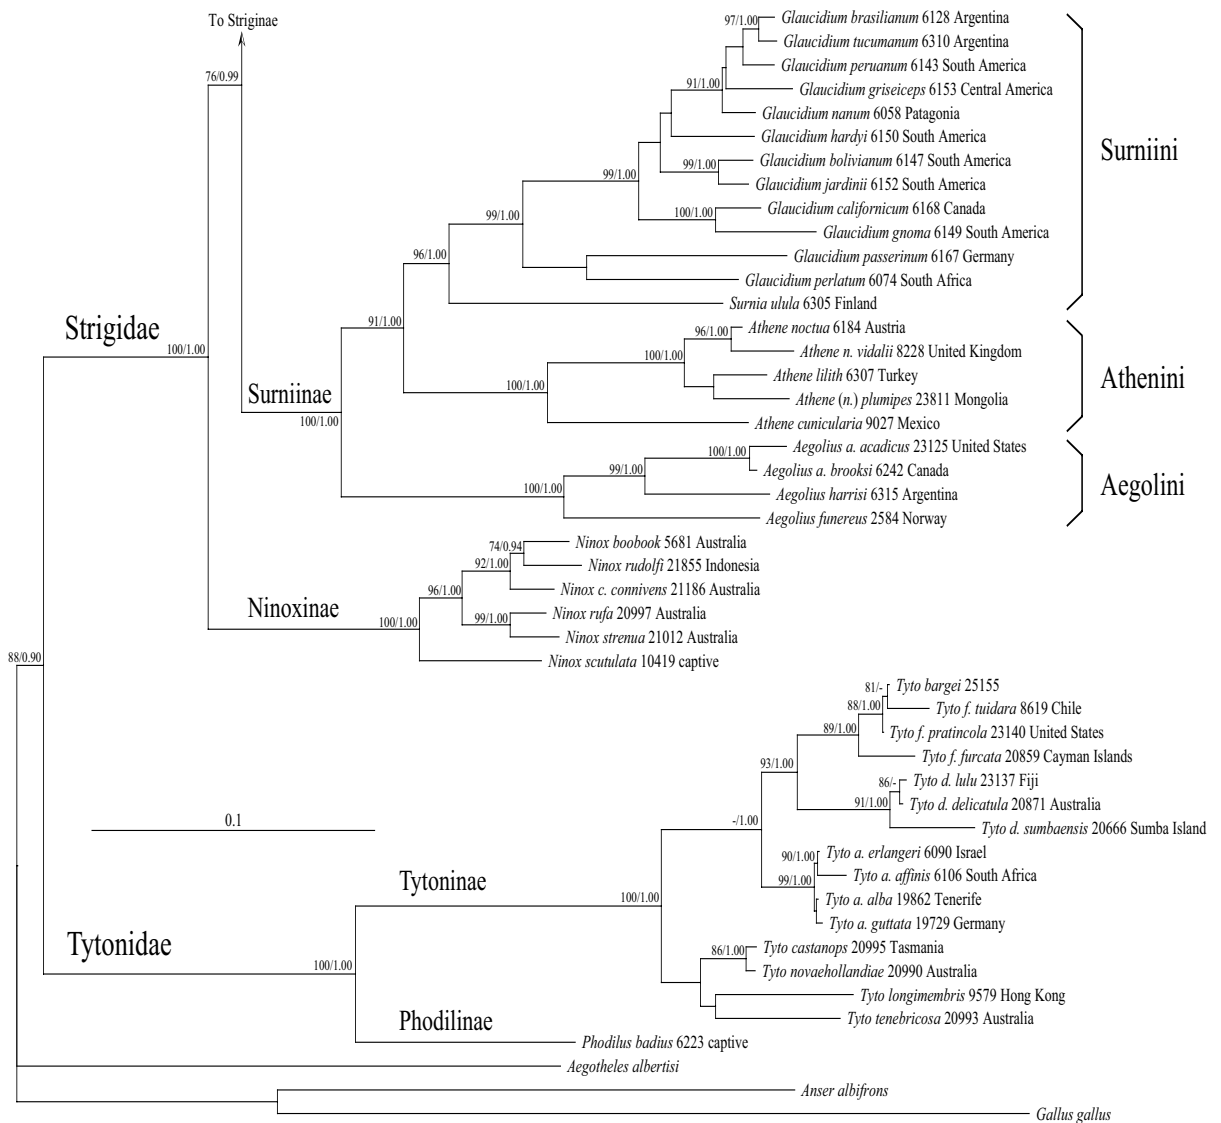 To Striginae
97/1.00
Glaucidium brasilianum 6128 Argentina
Glaucidium tucumanum 6310 Argentina
76/0.99
Glaucidium peruanum 6143 South America
91/1.00
Glaucidium griseiceps 6153 Central America
Glaucidium nanum 6058 Patagonia
Glaucidium hardyi 6150 South America
Surniini
99/1.00
99/1.00
Glaucidium bolivianum 6147 South America
Glaucidium jardinii 6152 South America
99/1.00
100/1.00
Glaucidium californicum 6168 Canada
Glaucidium gnoma 6149 South America
96/1.00
Glaucidium passerinum 6167 Germany
Glaucidium perlatum 6074 South Africa
Surnia ulula 6305 Finland
Strigidae
91/1.00
96/1.00
Athene noctua 6184 Austria
100/1.00
100/1.00
Athene n. vidalii 8228 United Kingdom
Athene lilith 6307 Turkey
Athenini
Surniinae
100/1.00
Athene (n.) plumipes 23811 Mongolia
100/1.00
Athene cunicularia 9027 Mexico
100/1.00
Aegolius a. acadicus 23125 United States
99/1.00
Aegolius a. brooksi 6242 Canada
Aegolini
100/1.00
Aegolius harrisi 6315 Argentina
Aegolius funereus 2584 Norway
74/0.94
Ninox boobook 5681 Australia
92/1.00
Ninox rudolfi 21855 Indonesia
96/1.00
Ninox c. connivens 21186 Australia
Ninoxinae
99/1.00
Ninox rufa 20997 Australia
100/1.00
Ninox strenua 21012 Australia
88/0.90
Ninox scutulata 10419 captive
81/-
Tyto bargei 25155
88/1.00
Tyto f. tuidara 8619 Chile
89/1.00
Tyto f. pratincola 23140 United States
Tyto f. furcata 20859 Cayman Islands
93/1.00
86/-
Tyto d. lulu 23137 Fiji
91/1.00
Tyto d. delicatula 20871 Australia
0.1
-/1.00
Tyto d. sumbaensis 20666 Sumba Island
90/1.00
Tyto a. erlangeri 6090 Israel
Tytoninae
99/1.00
Tyto a. affinis 6106 South Africa
100/1.00
Tyto a. alba 19862 Tenerife
Tyto a. guttata 19729 Germany
Tytonidae
86/1.00
Tyto castanops 20995 Tasmania
100/1.00
Tyto novaehollandiae 20990 Australia
Tyto longimembris 9579 Hong Kong
Phodilinae
Tyto tenebricosa 20993 Australia
Phodilus badius 6223 captive
Aegotheles albertisi
Anser albifrons
Gallus gallus